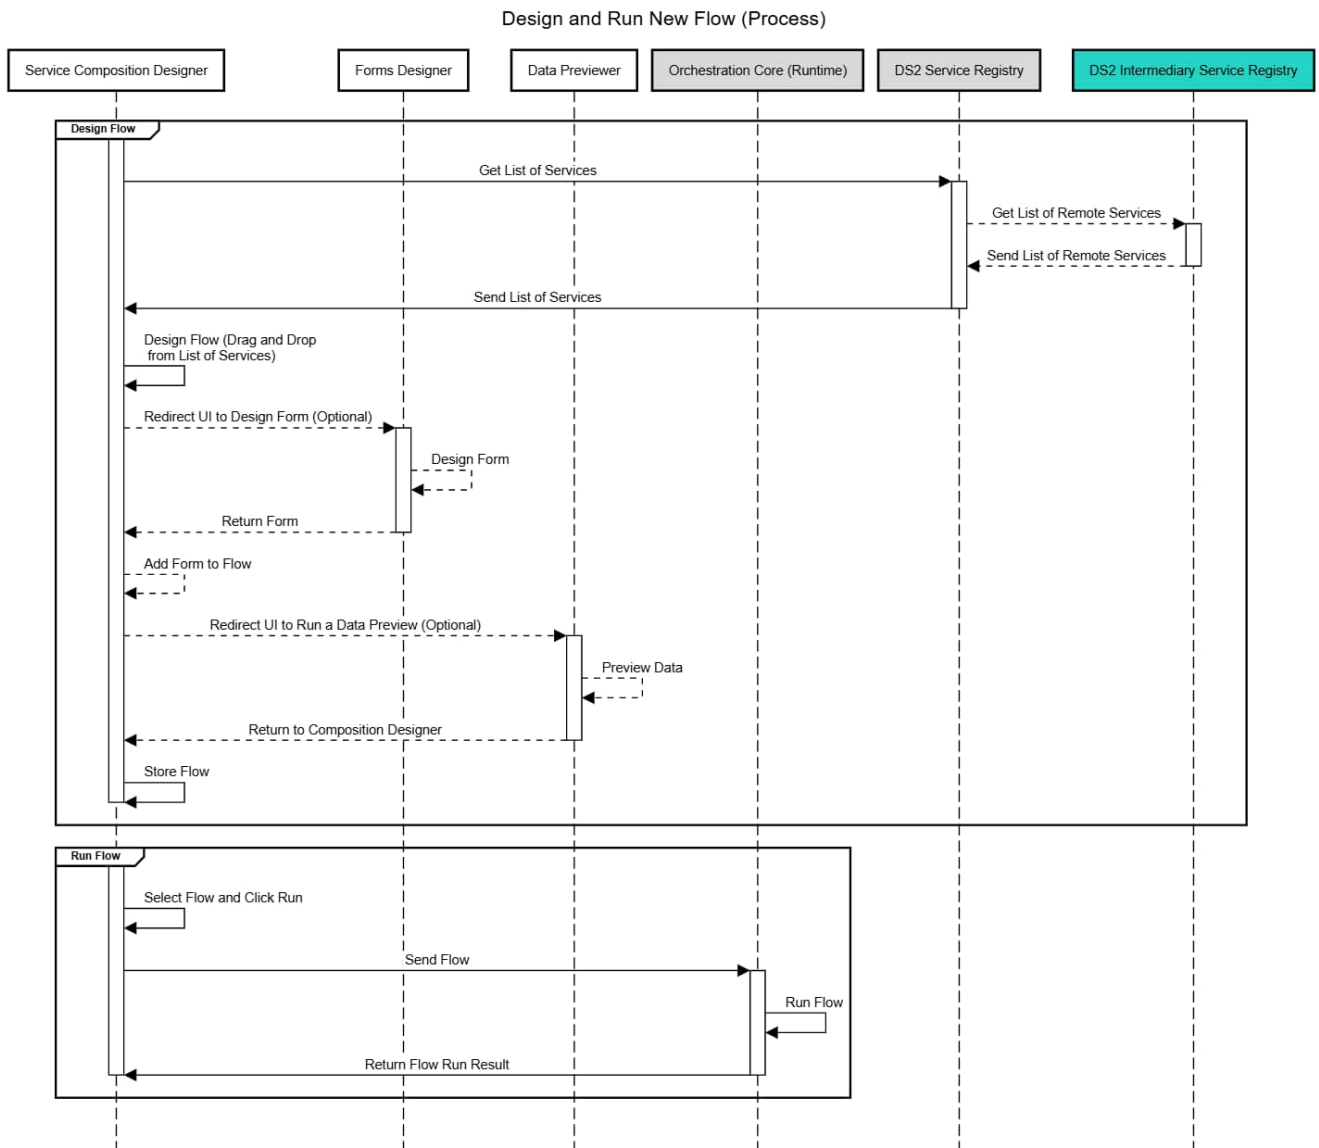 Design and Run New Flow (Process)
Service Composition Designer
Forms Designer
Data Previewer
Orchestration Core (Runtime)
DS2 Service Registry
DS2 Intermediary Service Registry
Design Flow
Get List of Services
Get List of Remote Services
Send List of Remote Services
Send List of Services
Design Flow (Drag and Drop
from List of Services)
Redirect UI to Design Form (Optional)
Design Form
Return Form
Add Form to Flow
Redirect UI to Run a Data Preview (Optional)
Preview Data
Return to Composition Designer
Store Flow
Run Flow
Select Flow and Click Run
Send Flow
Run Flow
Return Flow Run Result